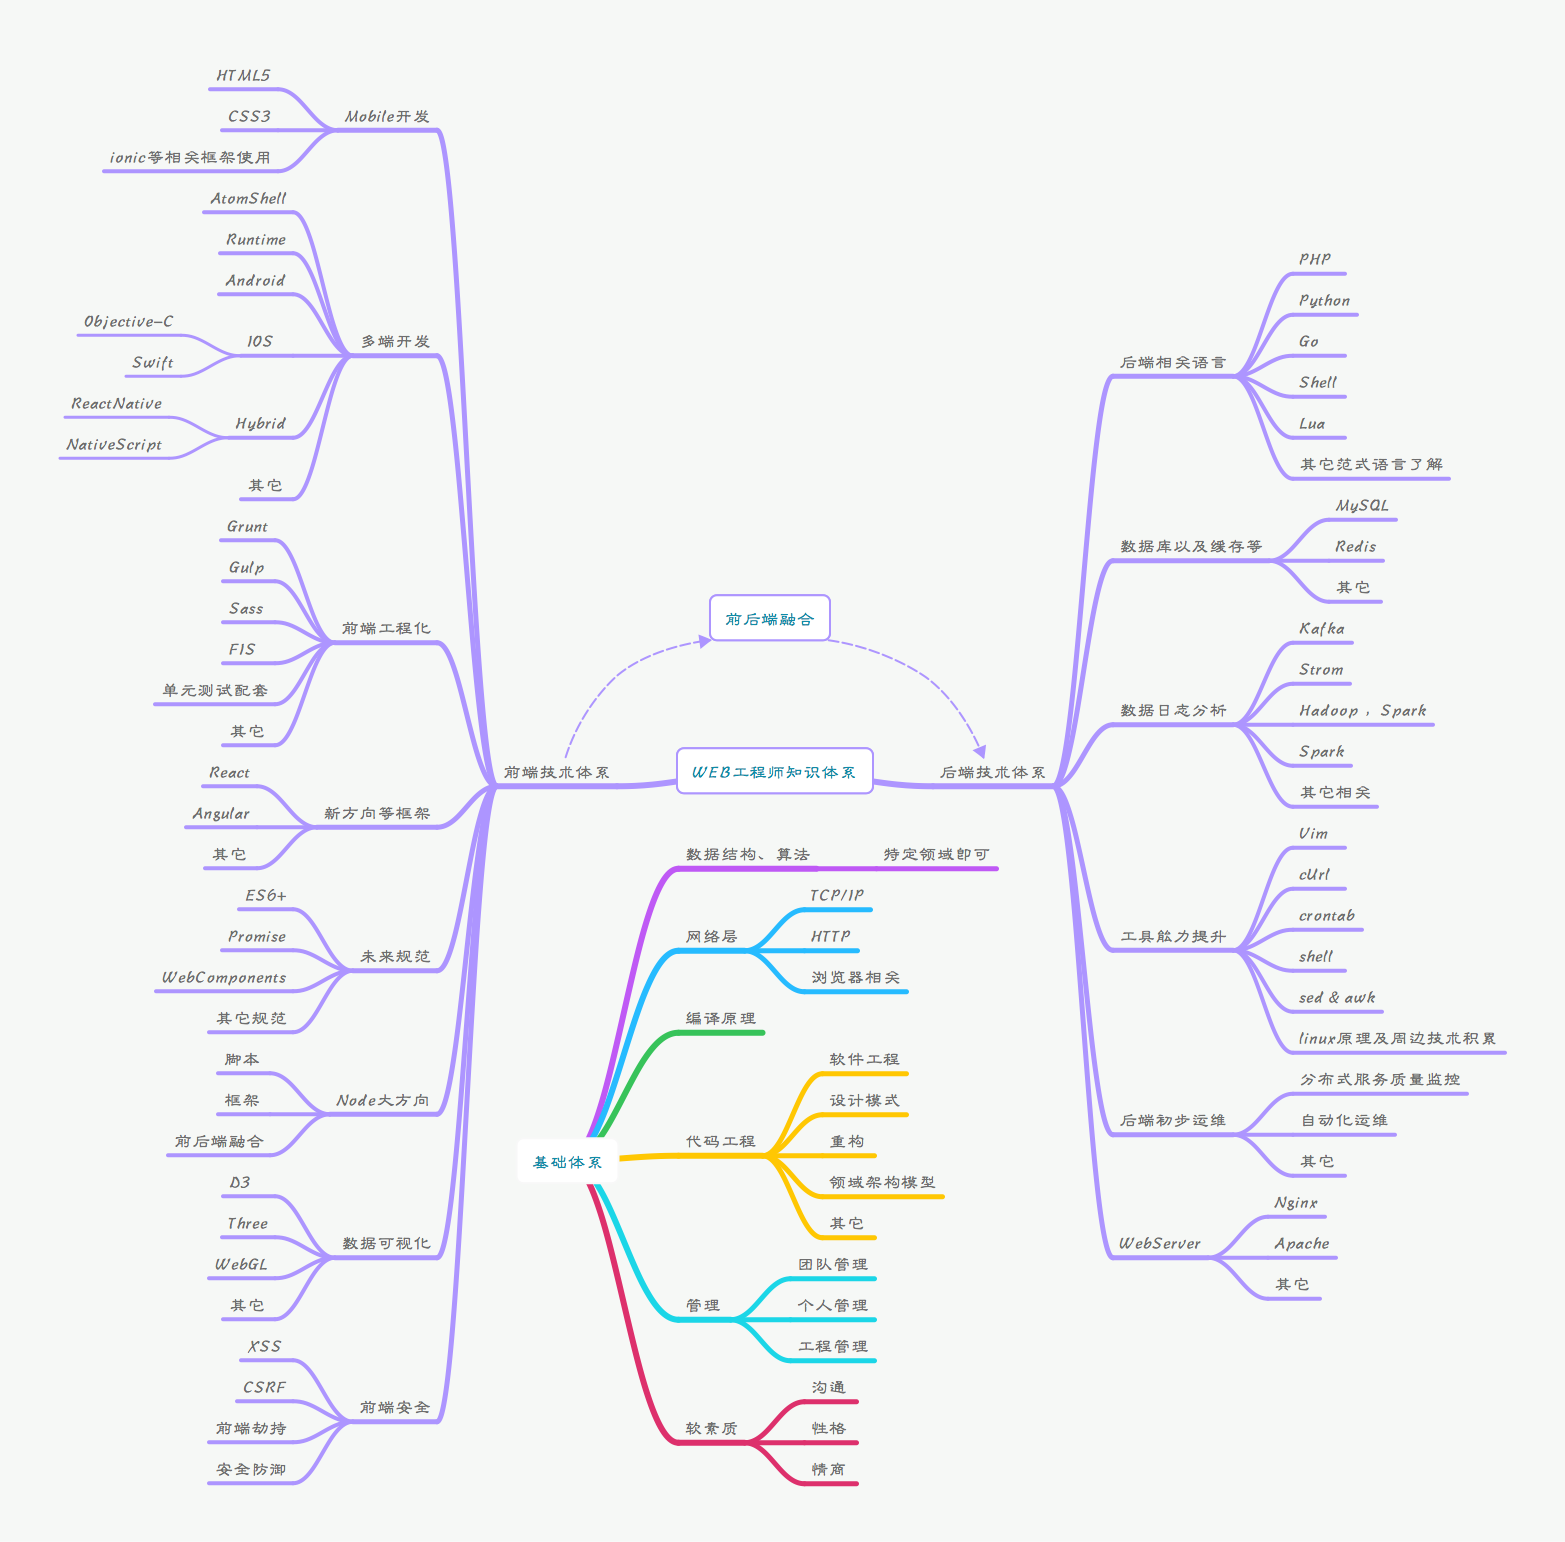 HTML5
CSS3
ionic等相关框架使用
Mobile开发
AtomShell
Runtime
Android
Objective-C
Swift
IOS
ReactNative
NativeScript
Hybrid
其它
多端开发
Grunt
Gulp
Sass
FIS
单元测试配套
其它
前端工程化
React
Angular
其它
新方向等框架
ES6+
Promise
WebComponents
其它规范
未来规范
脚本
框架
前后端融合
Node大方向
D3
Three
WebGL
其它
数据可视化
XSS
CSRF
前端劫持
安全防御
前端安全
前端技术体系
前后端融合
WEB工程师知识体系
后端技术体系
后端相关语言
PHP
Python
Go
Shell
Lua
其它范式语言了解
数据库以及缓存等
MySQL
Redis
其它
数据日志分析
Kafka
Strom
Hadoop , Spark
Spark
其它相关
工具能力提升
Vim
cUrl
crontab
shell
sed & awk
linux原理及周边技术积累
后端初步运维
分布式服务质量监控
自动化运维
其它
WebServer
Nginx
Apache
其它
基础体系
数据结构、算法
特定领域即可
网络层
TCP/IP
HTTP
浏览器相关
编译原理
代码工程
软件工程
设计模式
重构
领域架构模型
其它
管理
团队管理
个人管理
工程管理
软素质
沟通
性格
情商